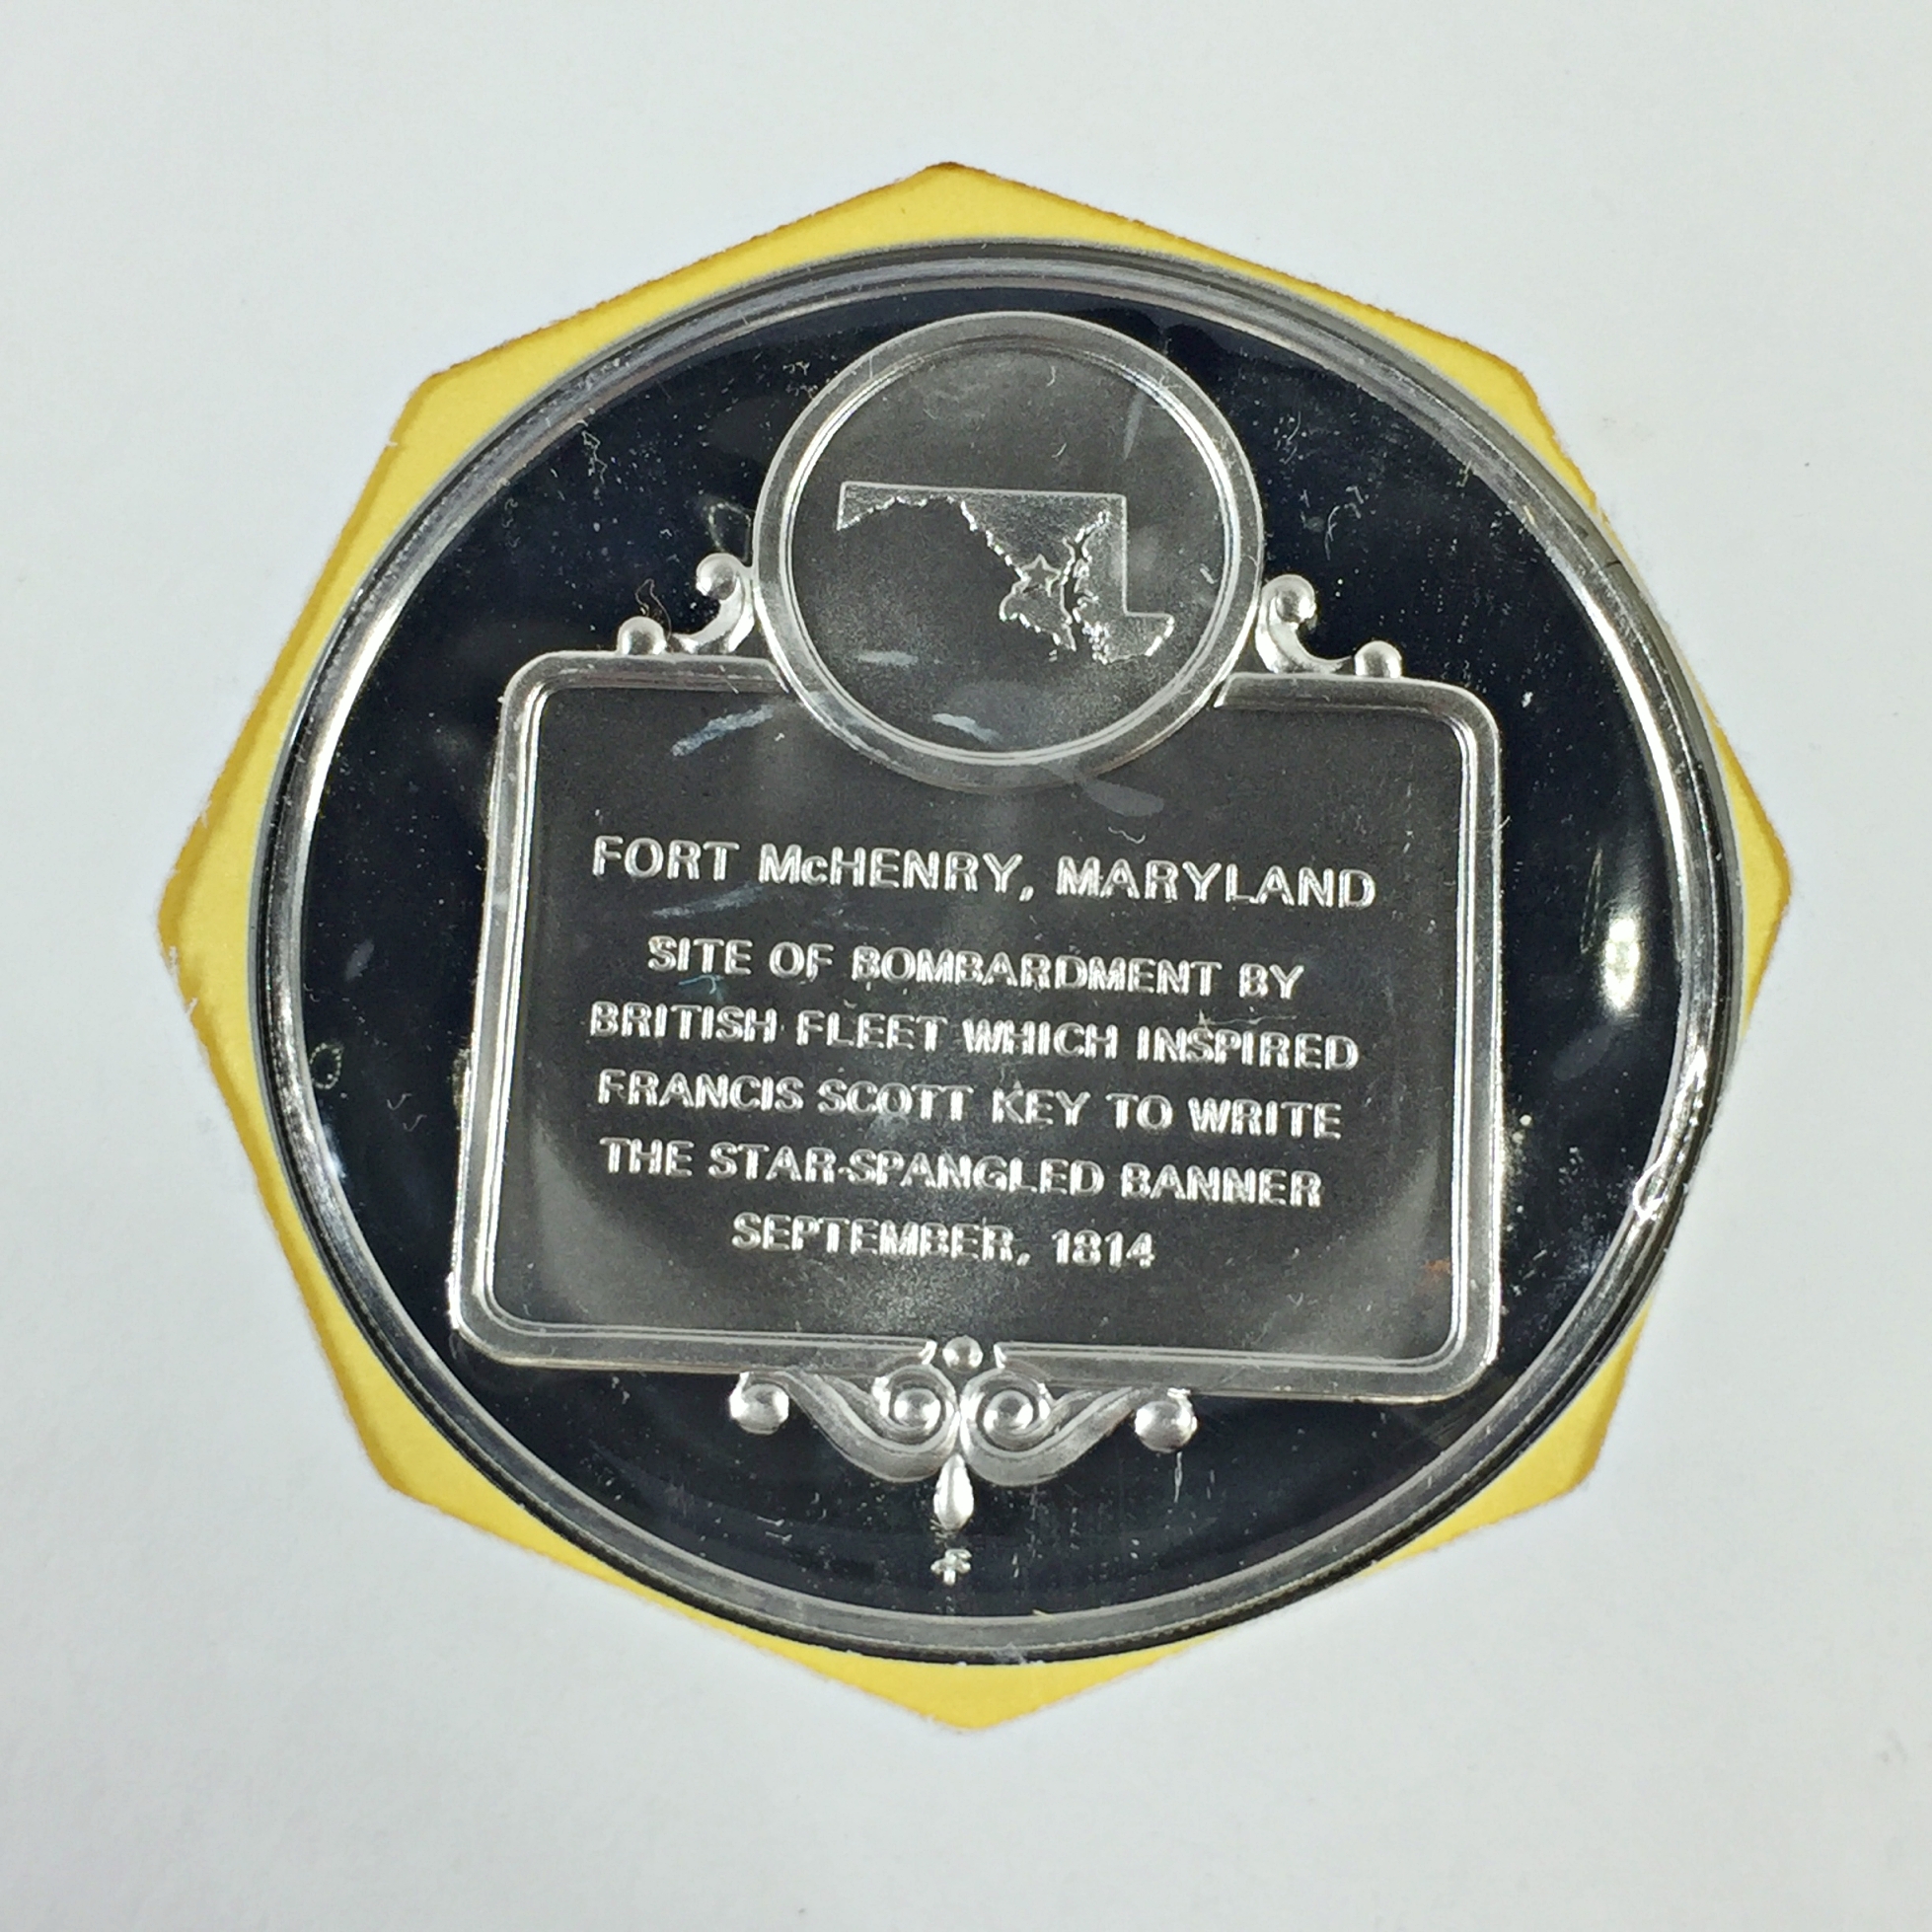 FORT McHENRY, MARYLAND
SITE OF BOMBARDMENT BY
BRITISH FLEET WHICH INSPIRED
FRANCIS SCOTT KEY TO WRITE
THE STAR-SPANGLED BANNER
SEPTEMBER, 1814